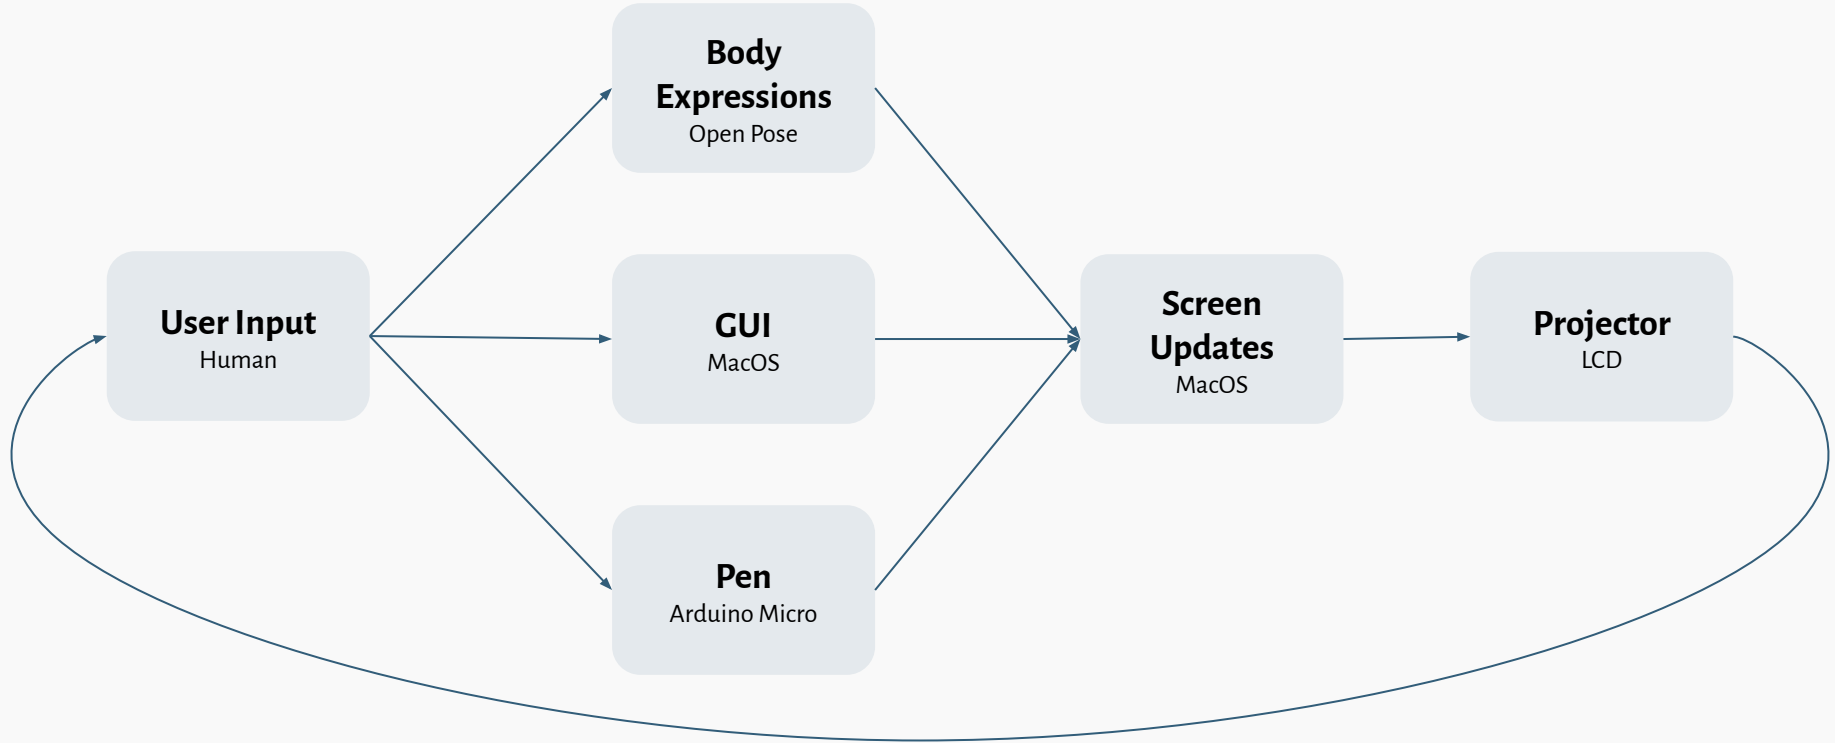 Body
Expressions
Open Pose
User Input
Human
GUI
MacOS
Screen
Updates
MacOS
Projector
LCD
Pen
Arduino Micro